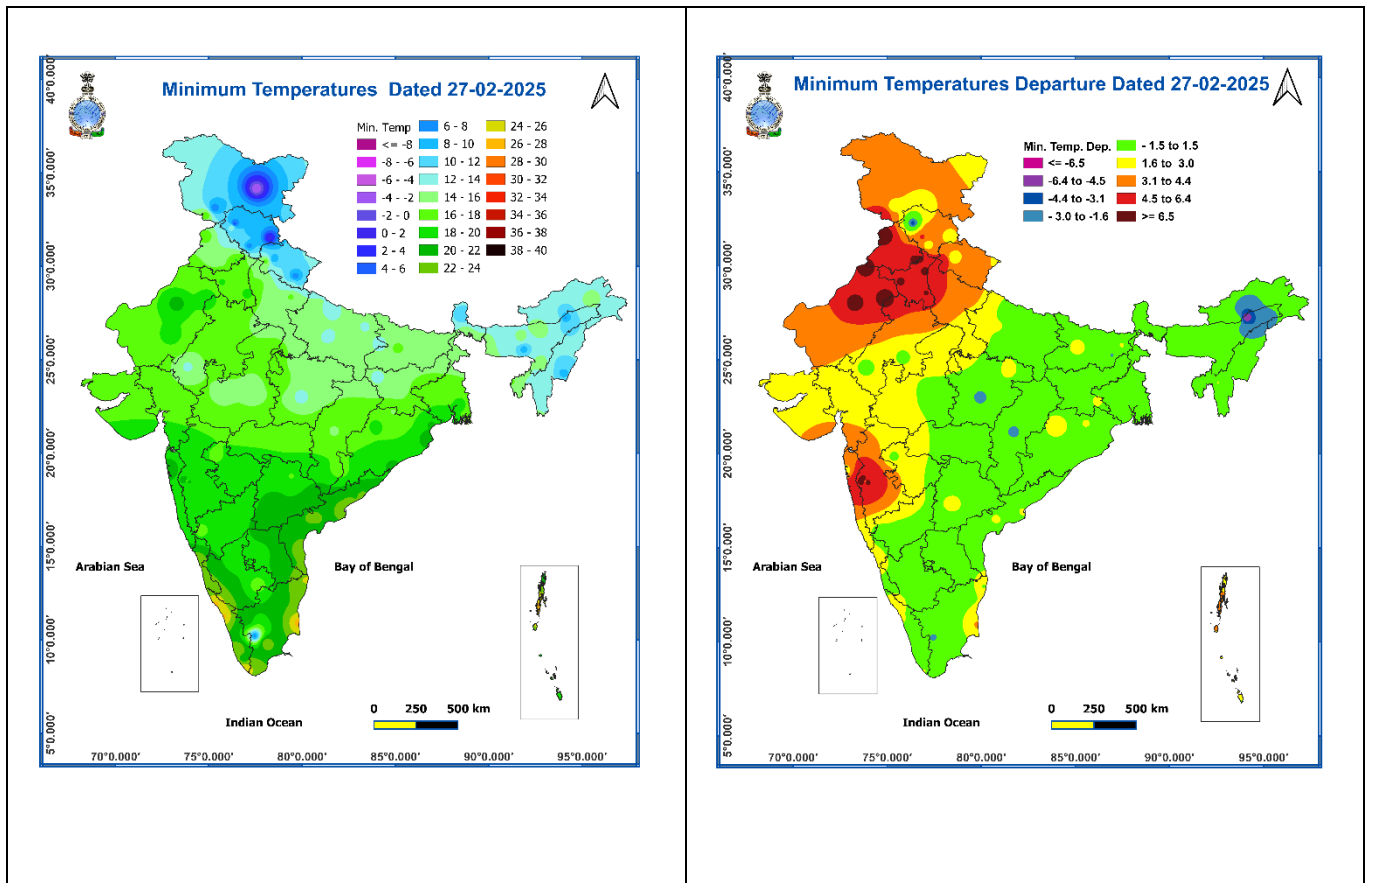 Minimum Temperatures Dated 27-02-2025
Min. Temp
<= -8
-8 - -6
-6 - -4
-4 - -2
-2 - 0
0 - 2
2 - 4
4 - 6
6 - 8
8 - 10
10 - 12
12 - 14
14 - 16
16 - 18
18 - 20
20 - 22
22 - 24
24 - 26
26 - 28
28 - 30
30 - 32
32 - 34
34 - 36
36 - 38
38 - 40
40°0.000'
35°0.000'
30°0.000'
25°0.000'
20°0.000'
15°0.000'
10°0.000'
5°0.000'
Arabian Sea
Bay of Bengal
Indian Ocean
0 250 500 km
70°0.000' 75°0.000' 80°0.000' 85°0.000' 90°0.000' 95°0.000'
Minimum Temperatures Departure Dated 27-02-2025
Min. Temp. Dep.
<= -6.5
-6.4 to -4.5
-4.4 to -3.1
- 3.0 to -1.6
- 1.5 to 1.5
1.6 to 3.0
3.1 to 4.4
4.5 to 6.4
>= 6.5
40°0.000'
35°0.000'
30°0.000'
25°0.000'
20°0.000'
15°0.000'
10°0.000'
5°0.000'
Arabian Sea
Bay of Bengal
Indian Ocean
0 250 500 km
70°0.000' 75°0.000' 80°0.000' 85°0.000' 90°0.000' 95°0.000'